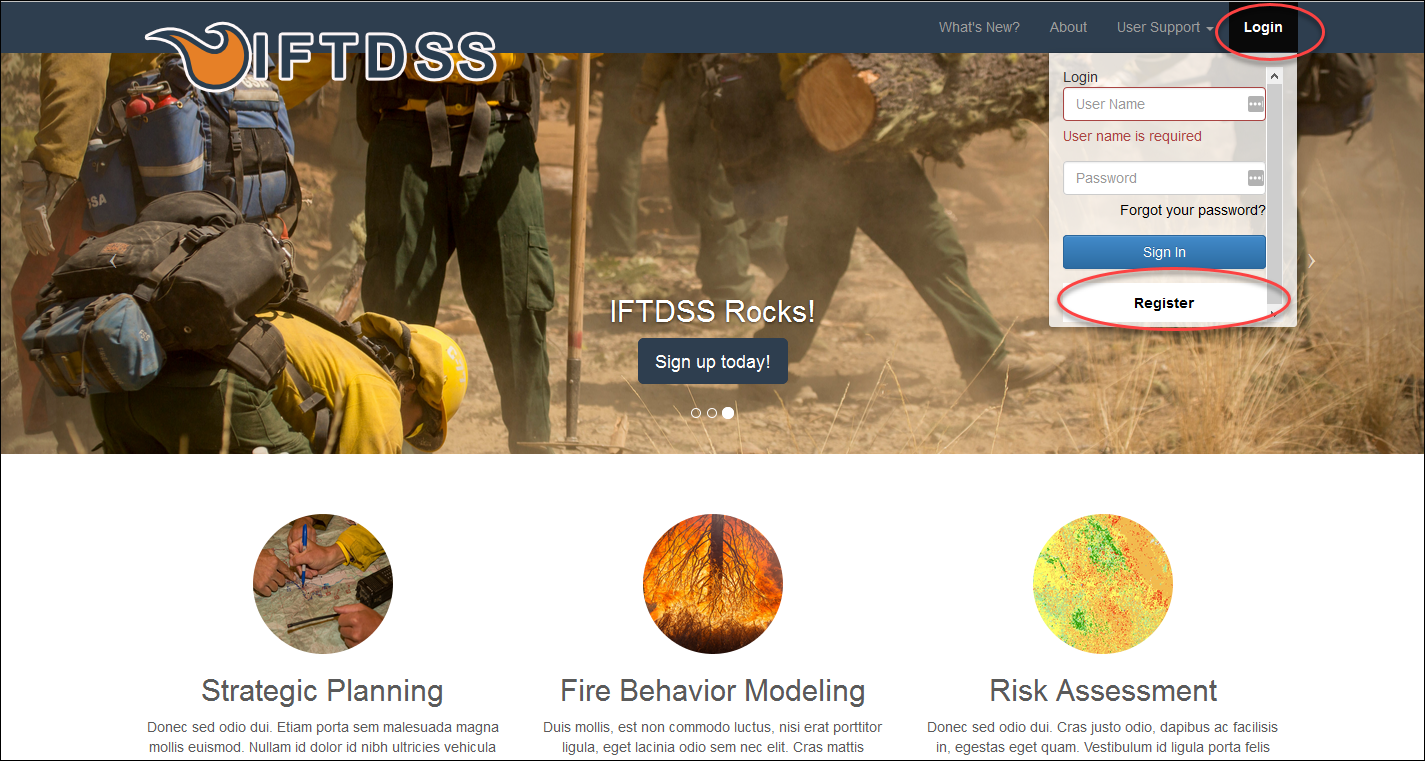 IFTDSS
What's New?
About
User Support
Login
Login
User Name
User name is required
Password
Forgot your password?
Sign In
Register
IFTDSS Rocks!
Sign up today!
Strategic Planning
Donec sed odio dui. Etiam porta sem malesuada magna
mollis euismod. Nullam id dolor id nibh ultricies vehicula
Fire Behavior Modeling
Duis mollis, est non commodo luctus, nisi erat porttitor
ligula, eget lacinia odio sem nec elit. Cras mattis
Risk Assessment
Donec sed odio dui. Cras justo odio, dapibus ac facilisis
in, egestas eget quam. Vestibulum id ligula porta felis